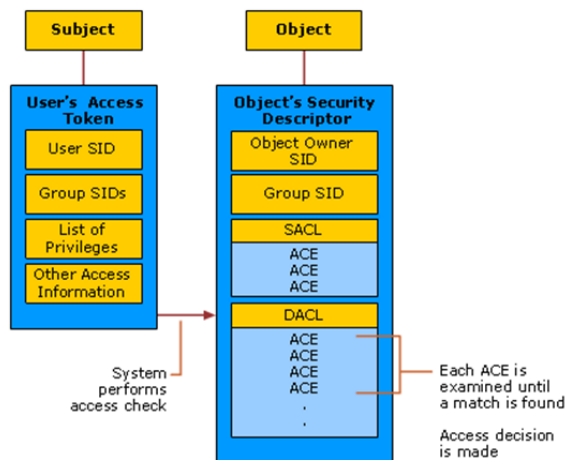 Subject
Object
User's Access
Token
User SID
Group SIDs
List of
Privileges
Other Access
Information
Object's Security
Descriptor
Object Owner
SID
Group SID
SACL
ACE
ACE
ACE
DACL
ACE
ACE
ACE
ACE
.
.
System
performs
access check
Each ACE is
examined until
a match is found
Access decision
is made